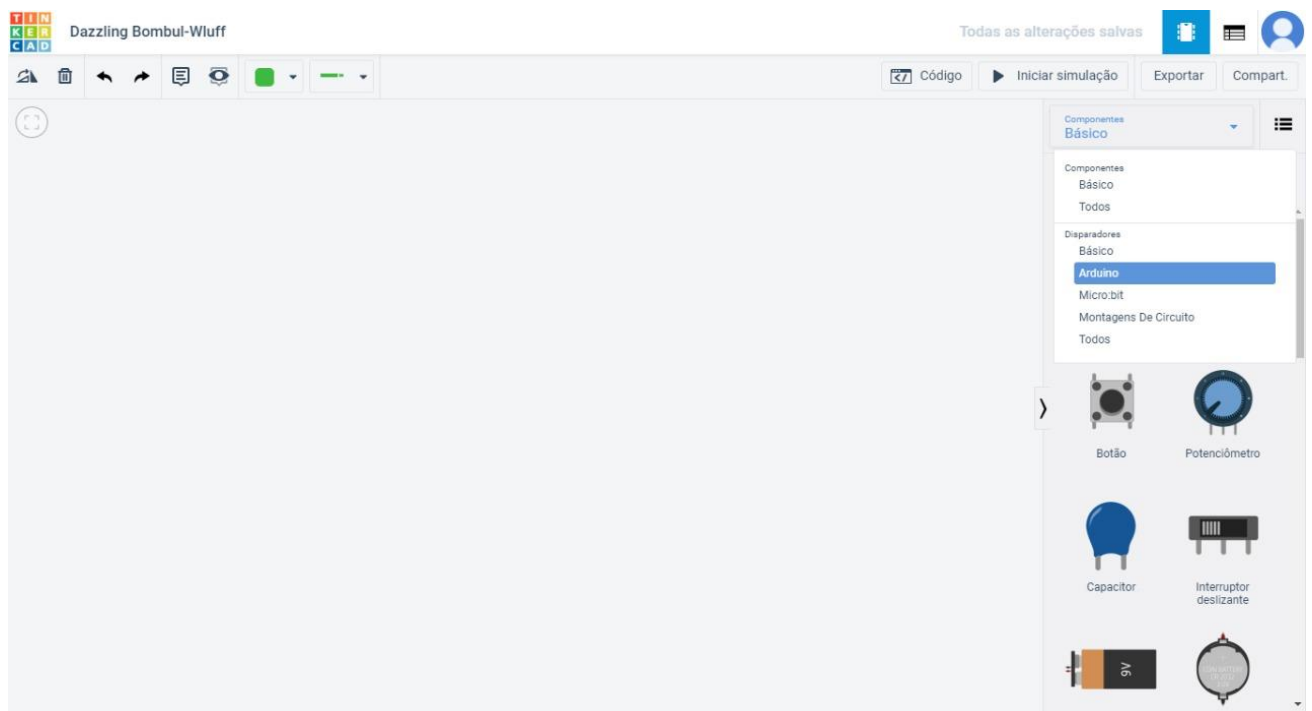 TIN
KER
CAD
Dazzling Bombul-Wluff
Todas as alterações salvas
Código
Iniciar simulação
Exportar
Compart.
Componentes
Básico
Componentes
Básico
Todos
Disparadores
Básico
Arduino
Micro:bit
Montagens De Circuito
Todos
Botão
Potenciômetro
Capacitor
Interruptor
deslizante
9V